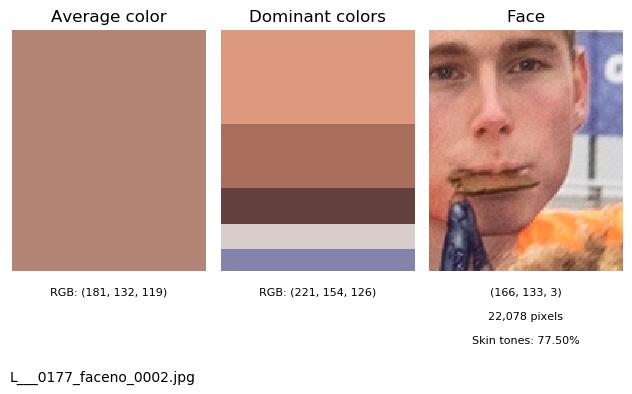 Average color
Dominant colors
Face
RGB: (181, 132, 119)
RGB: (221, 154, 126)
(166, 133, 3)
22,078 pixels
Skin tones: 77.50%
L___0177_faceno_0002.jpg